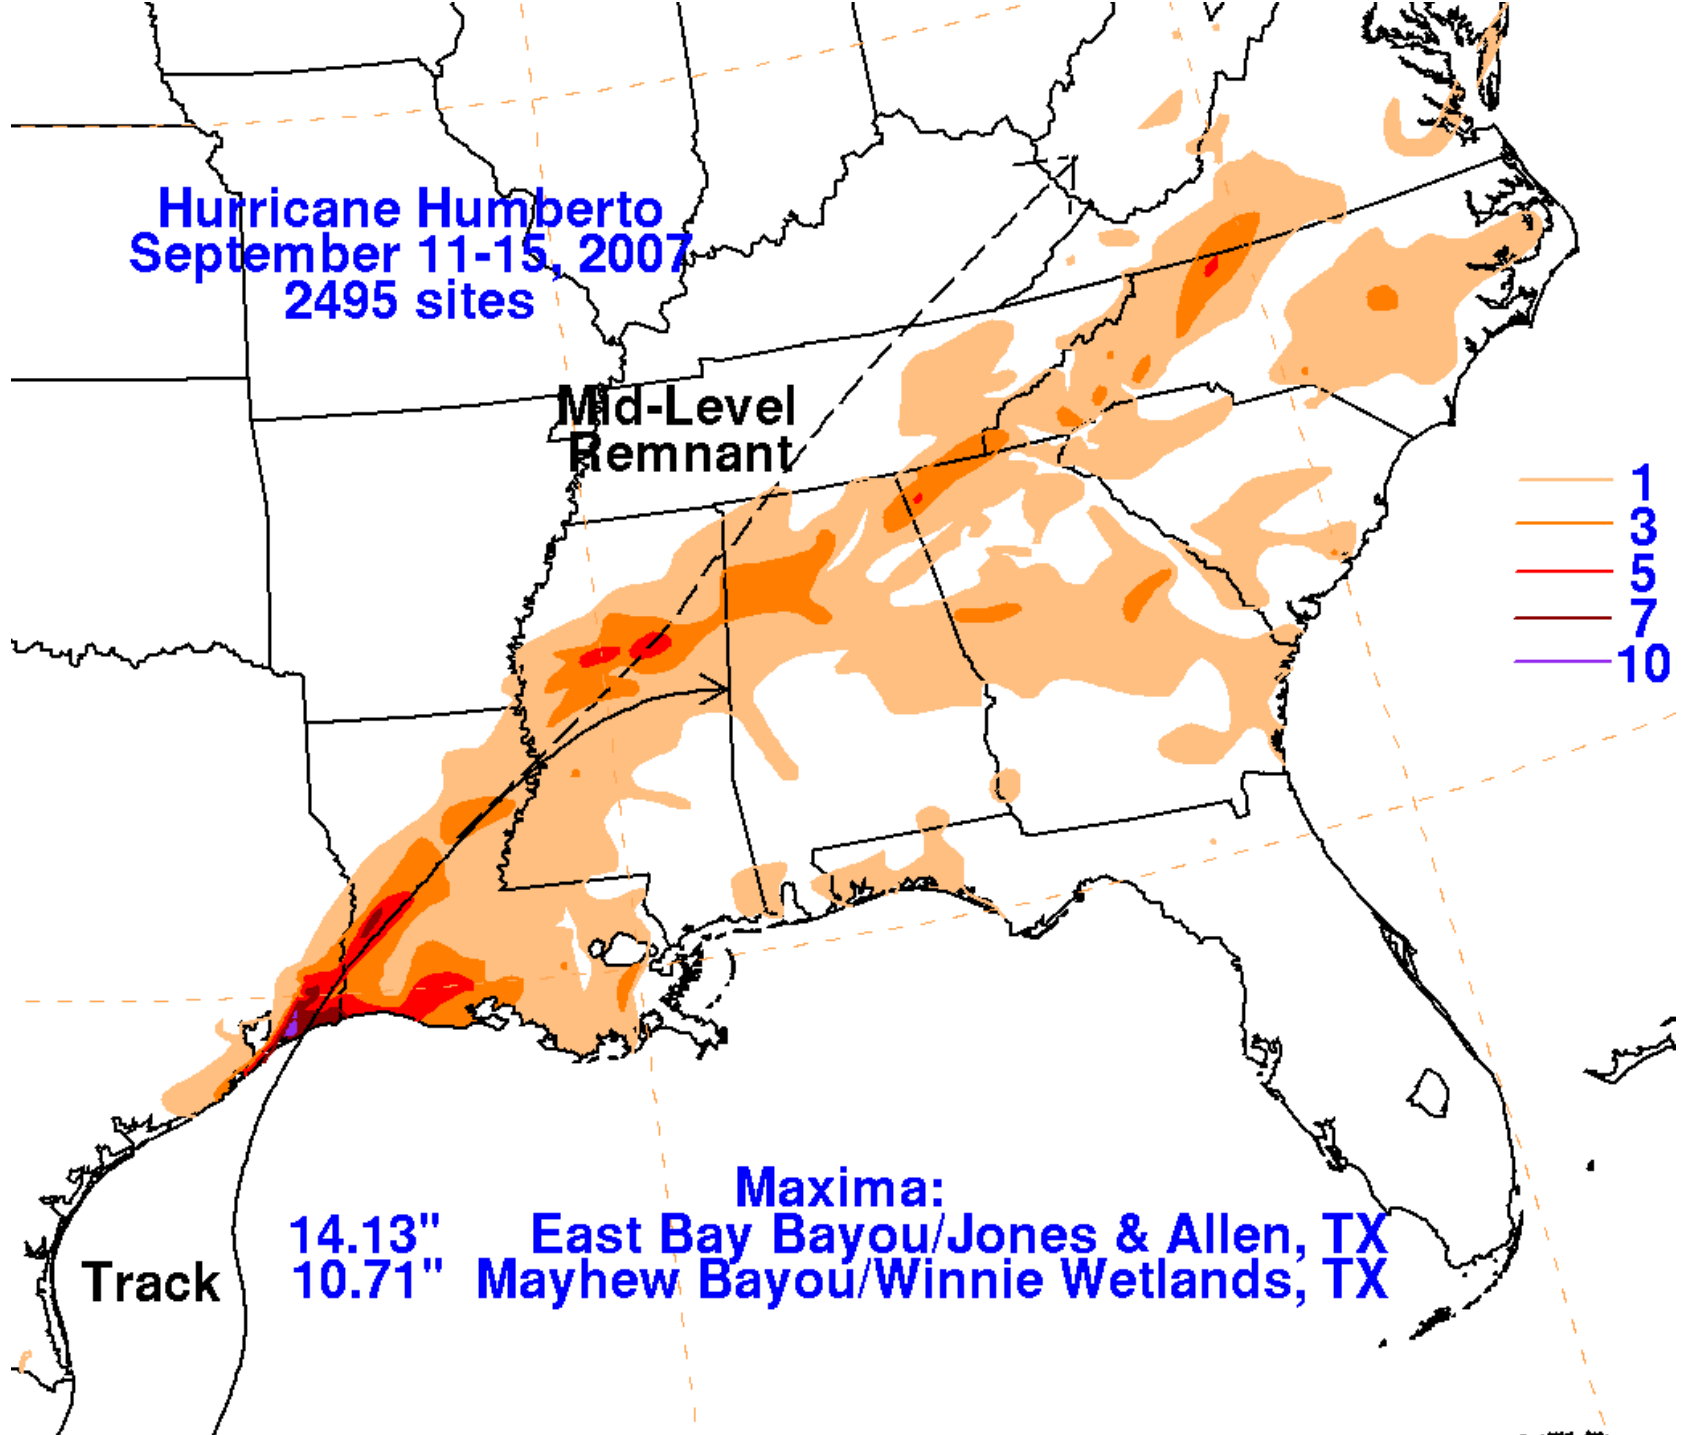 Hurricane Humberto
September 11-15, 2007
2495 sites
Mid-Level
Remnant
1
3
5
7
10
Maxima:
14.13" East Bay Bayou/Jones & Allen, TX
10.71" Mayhew Bayou/Winnie Wetlands, TX
Track